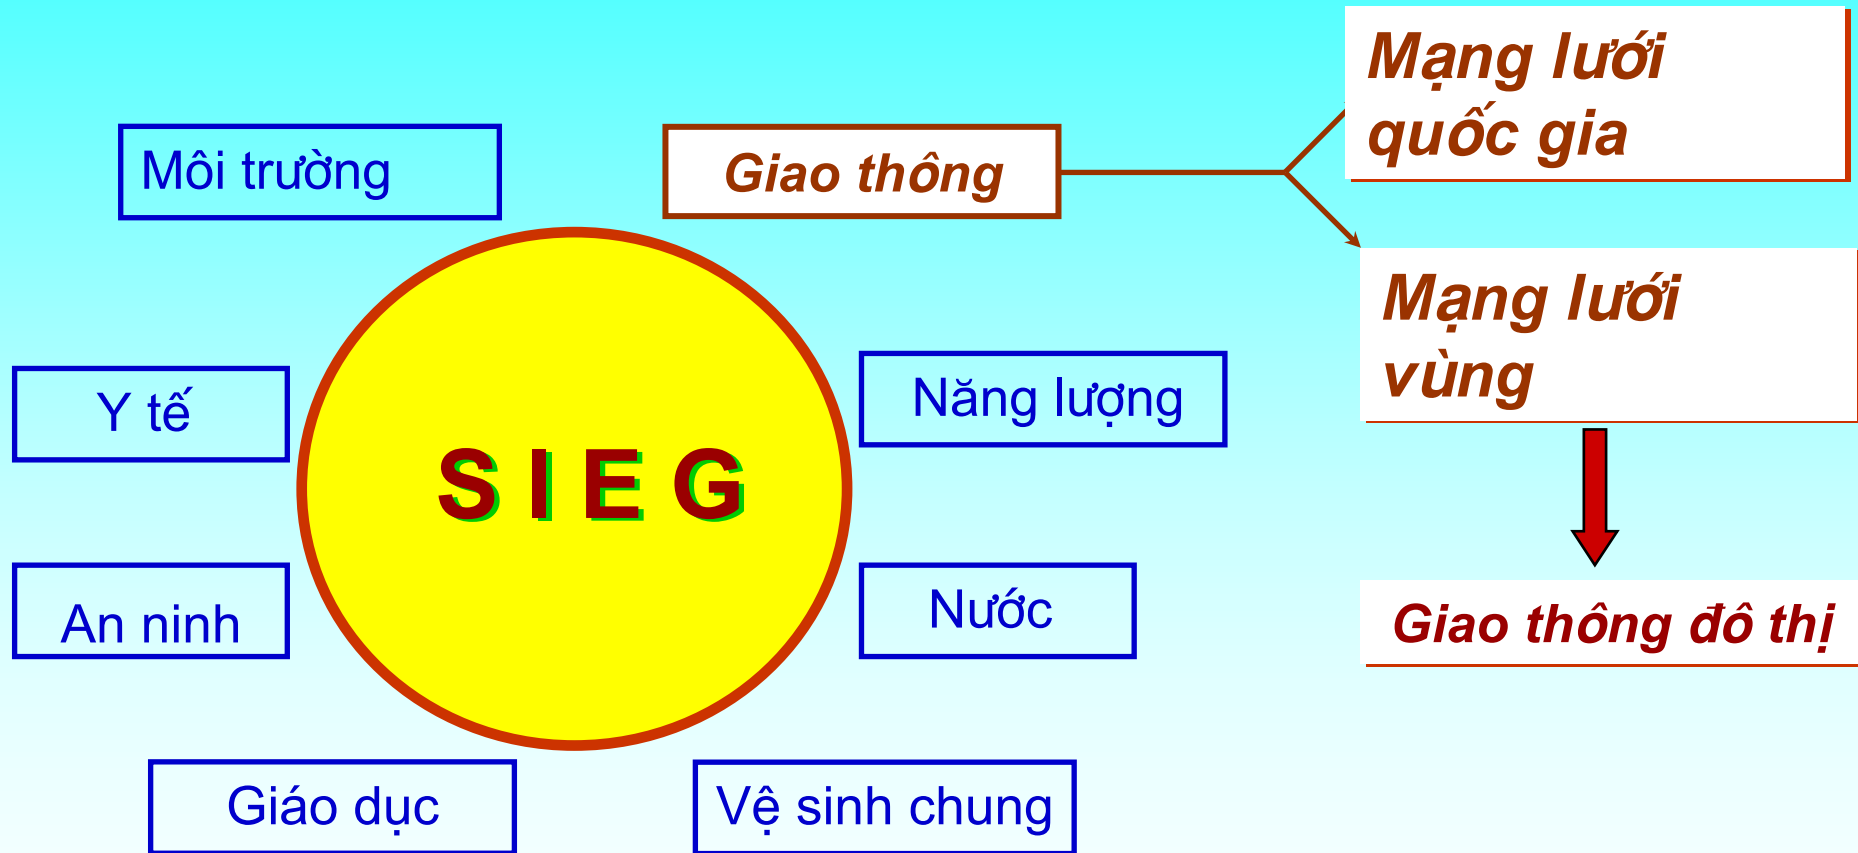 Mạng lưới
quốc gia
Môi trường
Giao thông
Mạng lưới
vùng
Y tế
Năng lượng
S I E G
An ninh
Nước
Giao thông đô thị
Giáo dục
Vệ sinh chung